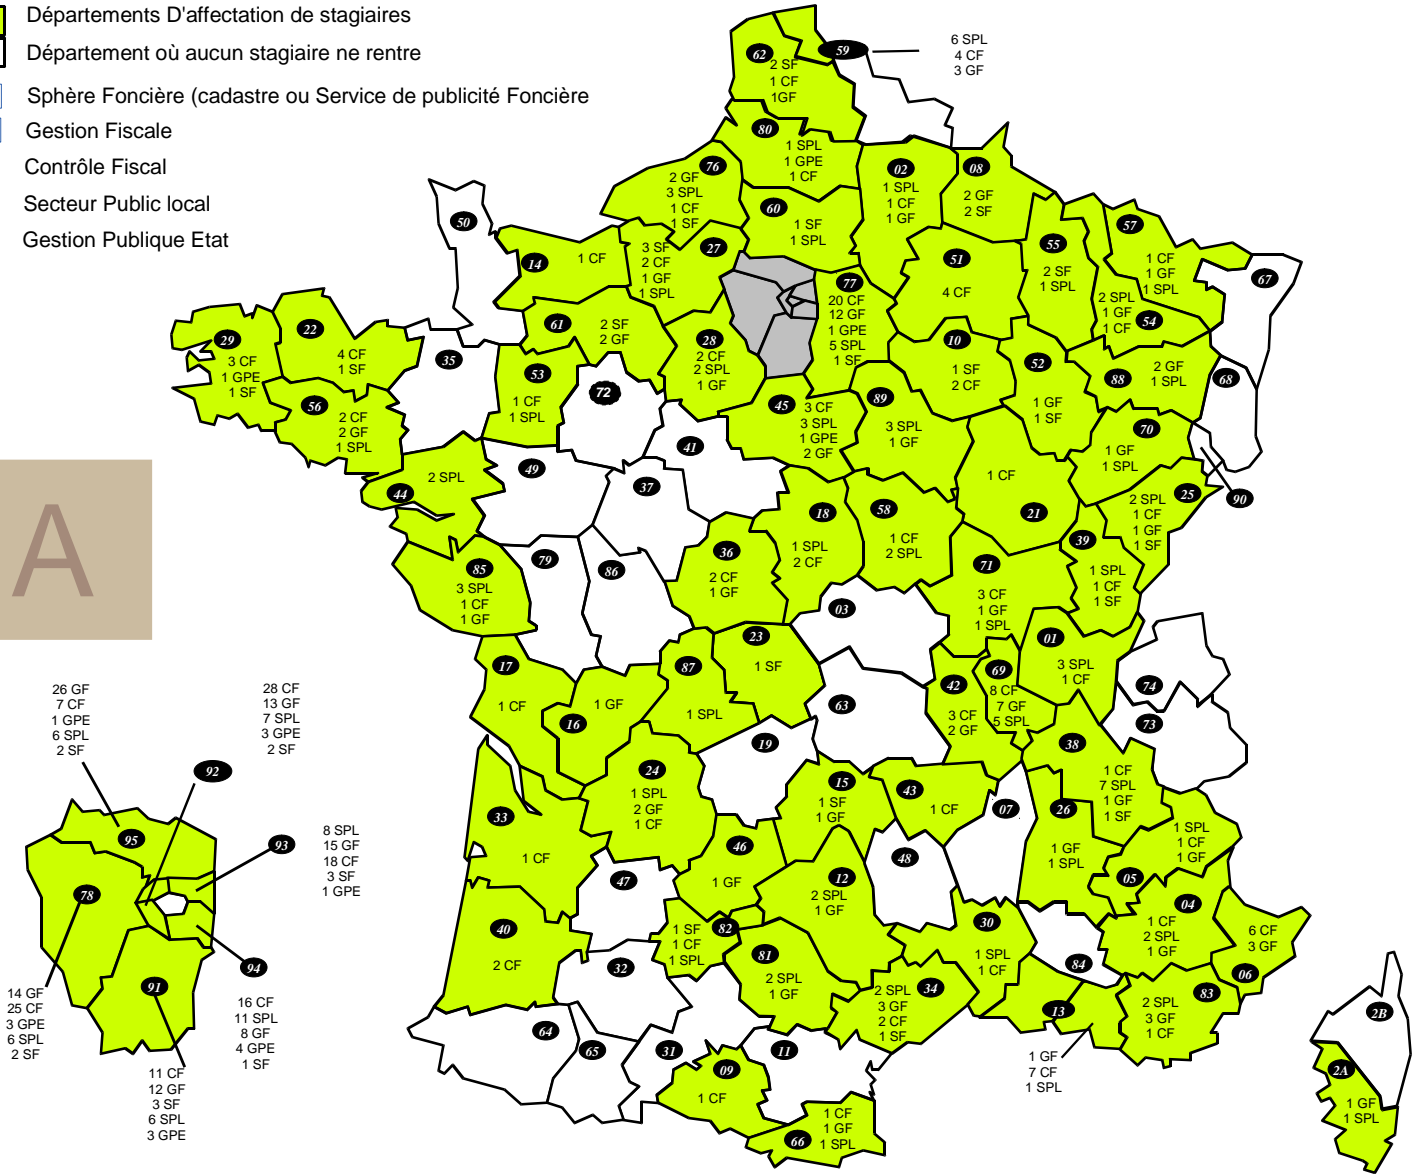 Départements D'affectation de stagiaires
Département où aucun stagiaire ne rentre
Sphère Foncière (cadastre ou Service de publicité Foncière
Gestion Fiscale
Contrôle Fiscal
Secteur Public local
Gestion Publique Etat
59
6 SPL
4 CF
3 GF
62
2 SF
1 CF
1GF
80
1 SPL
1 GPE
1 CF
76
2 GF
3 SPL
1 CF
1 SF
02
1 SPL
1 CF
1 GF
08
2 GF
2 SF
60
1 SF
1 SPL
50
14
1 CF
27
3 SF
2 CF
1 GF
1 SPL
51
4 CF
55
2 SF
1 SPL
57
1 CF
1 GF
1 SPL
67
54
2 SPL
1 GF
1 CF
77
20 CF
12 GF
1 GPE
5 SPL
1 SF
29
3 CF
1 GPE
1 SF
22
4 CF
1 SF
61
2 SF
2 GF
28
2 CF
2 SPL
1 GF
10
1 SF
2 CF
52
1 GF
1 SF
88
2 GF
1 SPL
68
35
53
1 CF
1 SPL
72
56
2 CF
2 GF
1 SPL
45
3 CF
3 SPL
1 GPE
2 GF
89
3 SPL
1 GF
70
1 GF
1 SPL
41
49
37
44
2 SPL
A
18
1 SPL
2 CF
58
1 CF
2 SPL
21
1 CF
25
2 SPL
1 CF
1 GF
1 SF
90
39
1 SPL
1 CF
1 SF
85
3 SPL
1 CF
1 GF
79
86
36
2 CF
1 GF
71
3 CF
1 GF
1 SPL
03
23
1 SF
01
3 SPL
1 CF
17
1 CF
16
1 GF
87
1 SPL
63
42
3 CF
2 GF
69
8 CF
7 GF
5 SPL
74
73
19
38
1 CF
7 SPL
1 GF
1 SF
24
1 SPL
2 GF
1 CF
15
1 SF
1 GF
43
1 CF
07
26
1 GF
1 SPL
33
1 CF
46
1 GF
48
05
1 SPL
1 CF
1 GF
47
12
2 SPL
1 GF
04
1 CF
2 SPL
1 GF
40
2 CF
82
1 SF
1 CF
1 SPL
30
1 SPL
1 CF
84
06
6 CF
3 GF
32
81
2 SPL
1 GF
34
2 SPL
3 GF
2 CF
1 SF
13
1 GF
7 CF
1 SPL
83
2 SPL
3 GF
1 CF
64
65
31
11
09
1 CF
66
1 CF
1 GF
1 SPL
2B
2A
1 GF
1 SPL
26 GF
7 CF
1 GPE
6 SPL
2 SF
95
28 CF
13 GF
7 SPL
3 GPE
2 SF
92
93
8 SPL
15 GF
18 CF
3 SF
1 GPE
78
14 GF
25 CF
3 GPE
6 SPL
2 SF
94
16 CF
11 SPL
8 GF
4 GPE
1 SF
91
11 CF
12 GF
3 SF
6 SPL
3 GPE